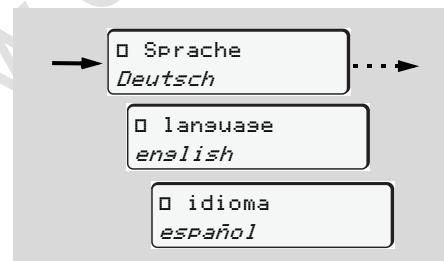 □ Sprache
Deutsch
□ language
english
□ idioma
español